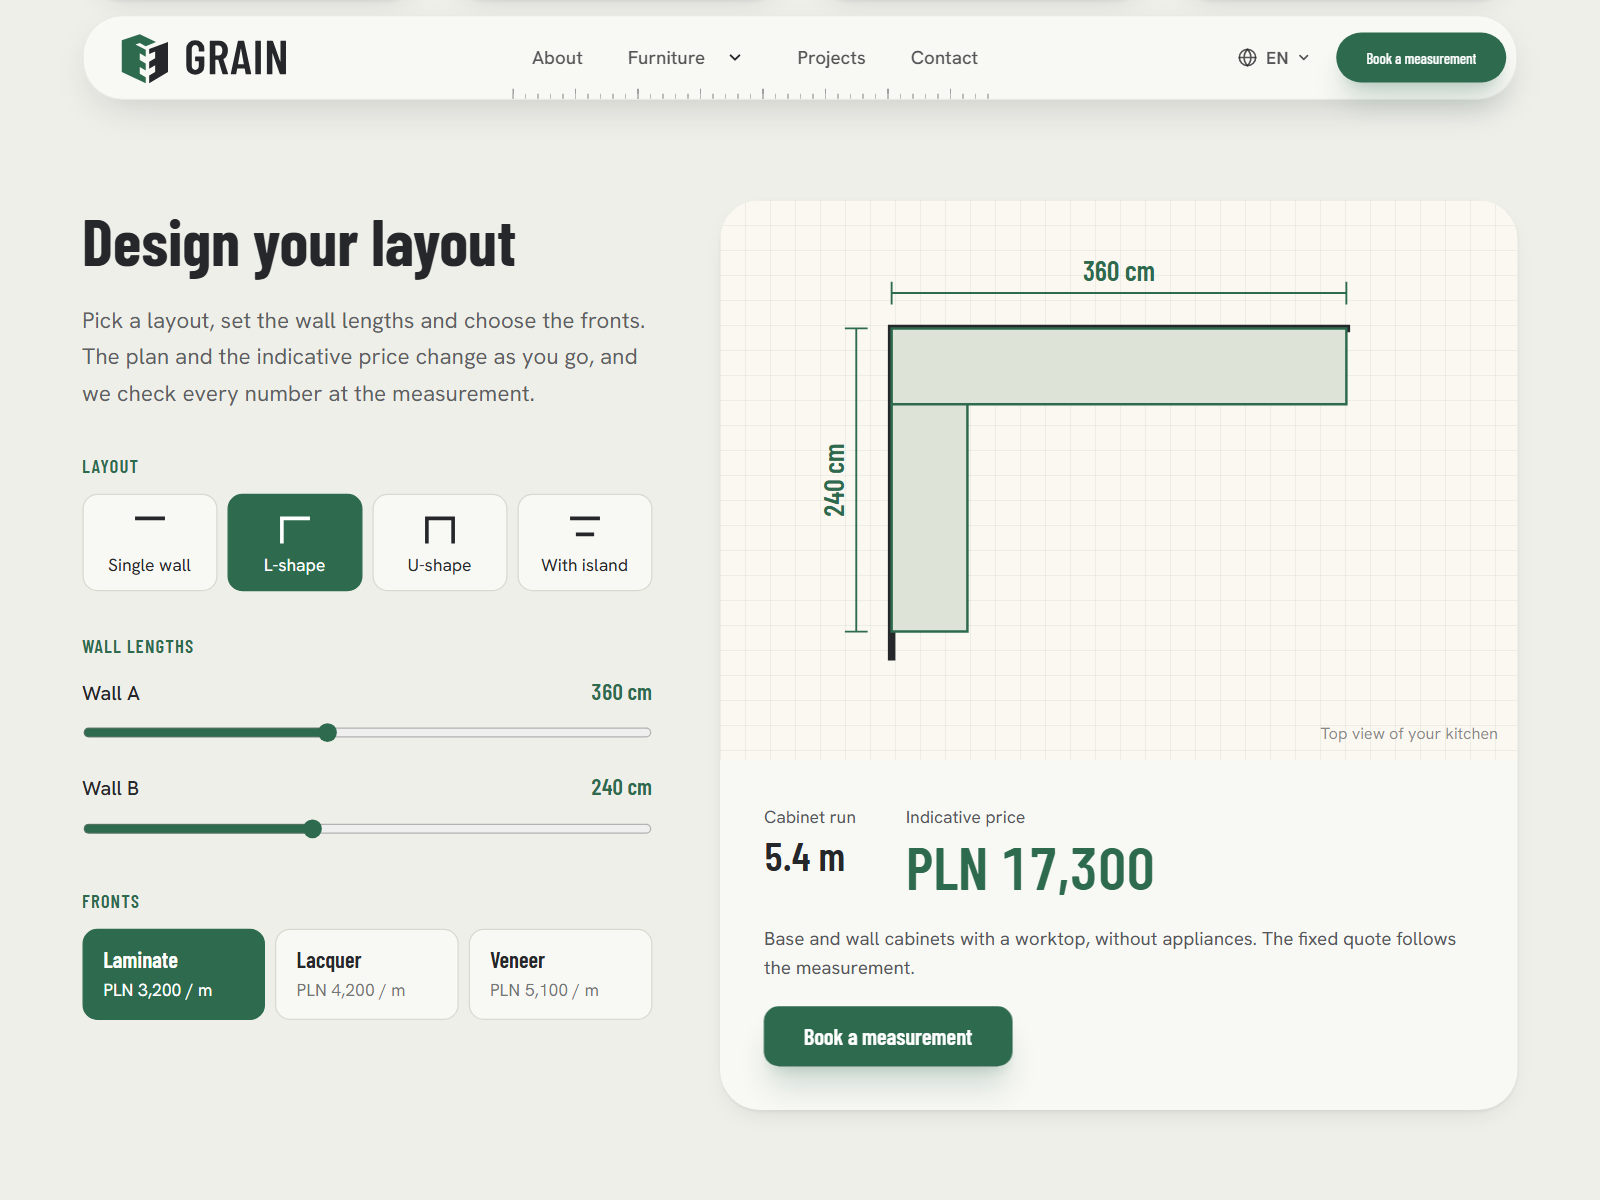 GRAIN
About
Furniture
Projects
Contact
EN
Book a measurement
Design your layout
Pick a layout, set the wall lengths and choose the fronts.
The plan and the indicative price change as you go, and
we check every number at the measurement.
LAYOUT
Single wall
L-shape
U-shape
With island
WALL LENGTHS
Wall A
360 cm
Wall B
240 cm
FRONTS
Laminate
PLN 3,200 / m
Lacquer
PLN 4,200 / m
Veneer
PLN 5,100 / m
360 cm
240 cm
Top view of your kitchen
Cabinet run
5.4 m
Indicative price
PLN 17,300
Base and wall cabinets with a worktop, without appliances. The fixed quote follows
the measurement.
Book a measurement